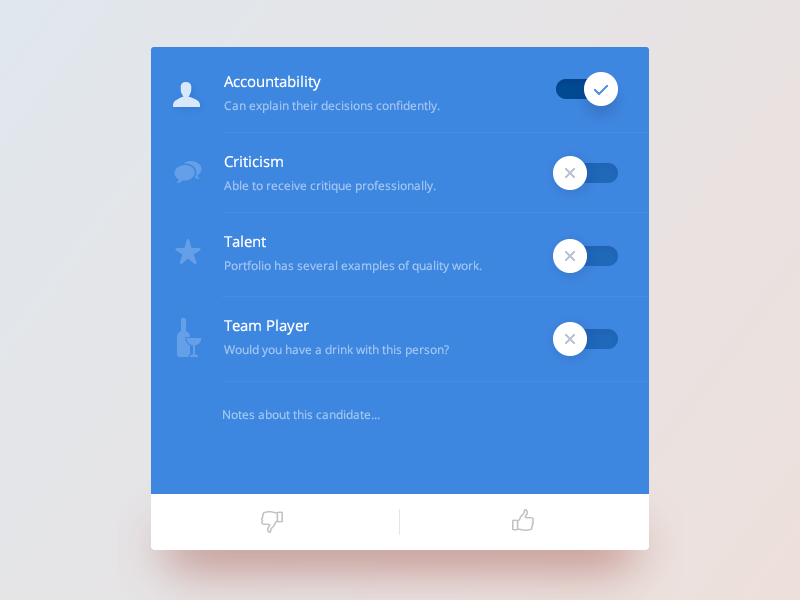 Accountability
Can explain their decisions confidently.
Criticism
Able to receive critique professionally.
Talent
Portfolio has several examples of quality work.
Team Player
Would you have a drink with this person?
Notes about this candidate...